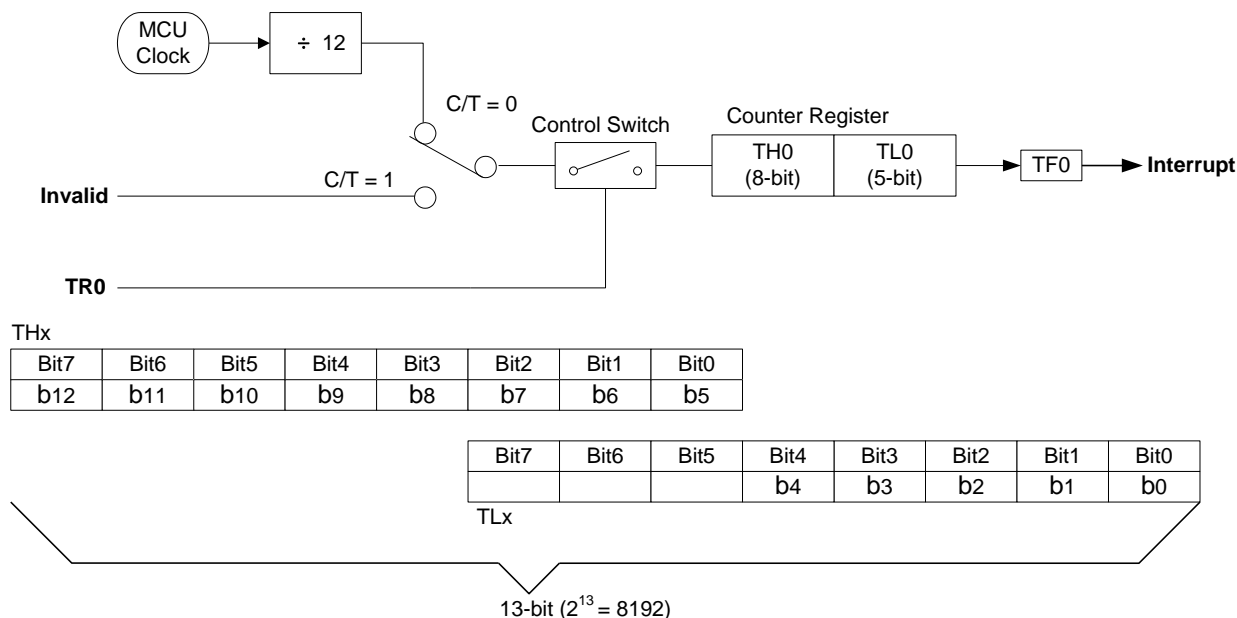 MCU
Clock
÷ 12
C/T = 0
Control Switch
Counter Register
TH0
(8-bit)
TL0
(5-bit)
TF0
Interrupt
C/T = 1
Invalid
TR0
THx
Bit7 Bit6 Bit5 Bit4 Bit3 Bit2 Bit1 Bit0
b12 b11 b10 b9 b8 b7 b6 b5
Bit7 Bit6 Bit5 Bit4 Bit3 Bit2 Bit1 Bit0
b4 b3 b2 b1 b0
TLx
13-bit (2¹³ = 8192)